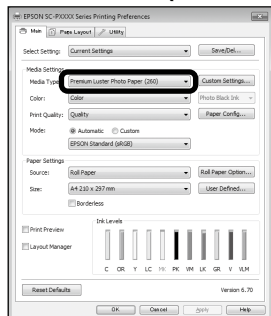 EPSON SC-PXXXX Series Printing Preferences
Main Page Layout Utility
Select Setting: Current Settings Save/Del...
Media Settings
Media Type: Premium Luster Photo Paper (260) Custom Settings...
Color: Color Photo Black Ink
Print Quality: Quality Paper Config...
Mode: Automatic Custom
EPSON Standard (sRGB)
Paper Settings
Source: Roll Paper Roll Paper Option...
Size: A4 210 x 297 mm User Defined...
Borderless
Print Preview
Layout Manager
Ink Levels
C OR Y LC MK PK VM LK GR V VLM
Reset Defaults Version 6.70
OK Cancel Apply Help